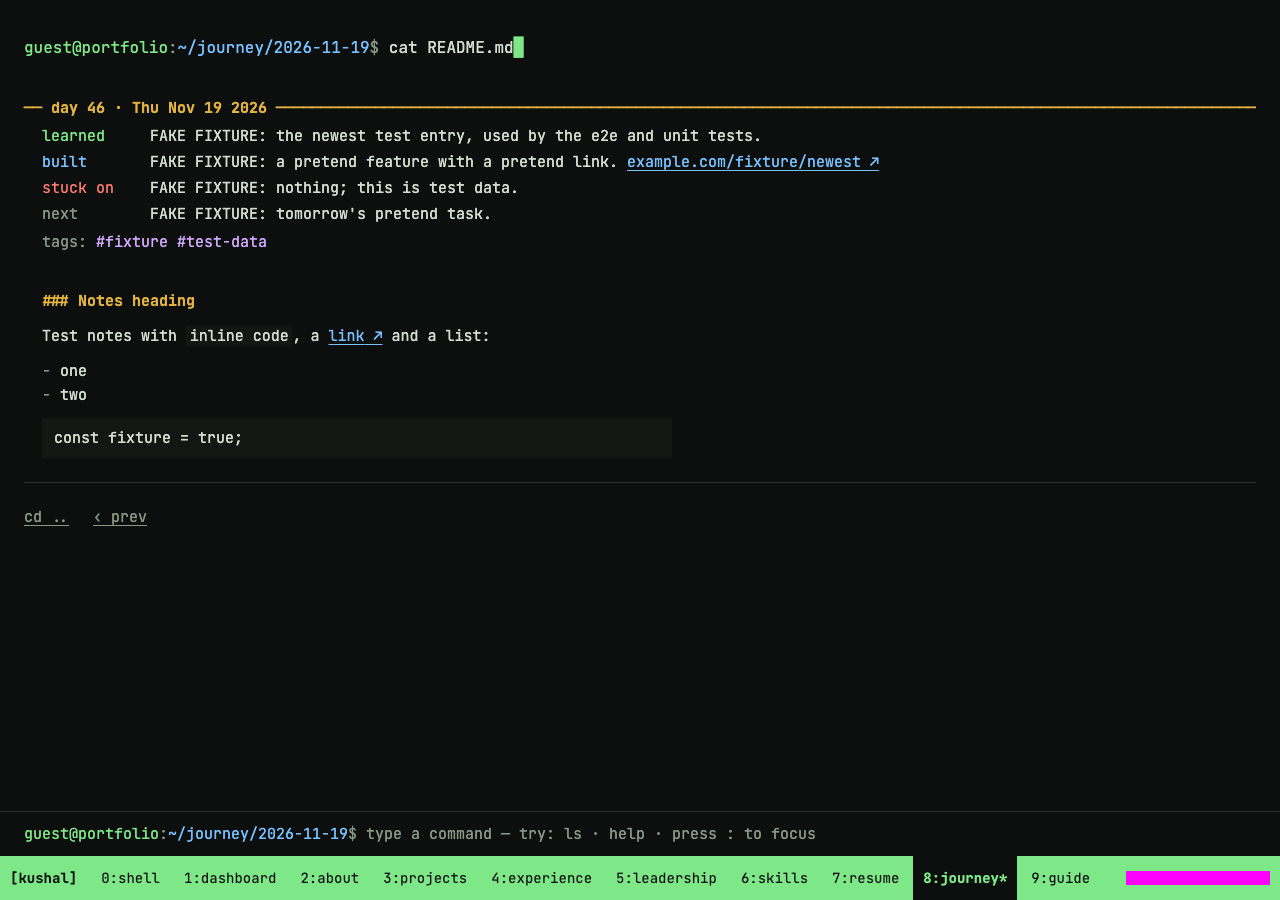 guest@portfolio:~/journey/2026-11-19$ cat README.md
── day 46 · Thu Nov 19 2026
learned FAKE FIXTURE: the newest test entry, used by the e2e and unit tests.
built FAKE FIXTURE: a pretend feature with a pretend link. example.com/fixture/newest ↗
stuck on FAKE FIXTURE: nothing; this is test data.
next FAKE FIXTURE: tomorrow's pretend task.
tags: #fixture #test-data
### Notes heading
Test notes with inline code, a link ↗ and a list:
- one
- two
const fixture = true;
cd .. ‹ prev
guest@portfolio:~/journey/2026-11-19$ type a command — try: ls · help · press : to focus
[kushal] 0:shell 1:dashboard 2:about 3:projects 4:experience 5:leadership 6:skills 7:resume 8:journey* 9:guide